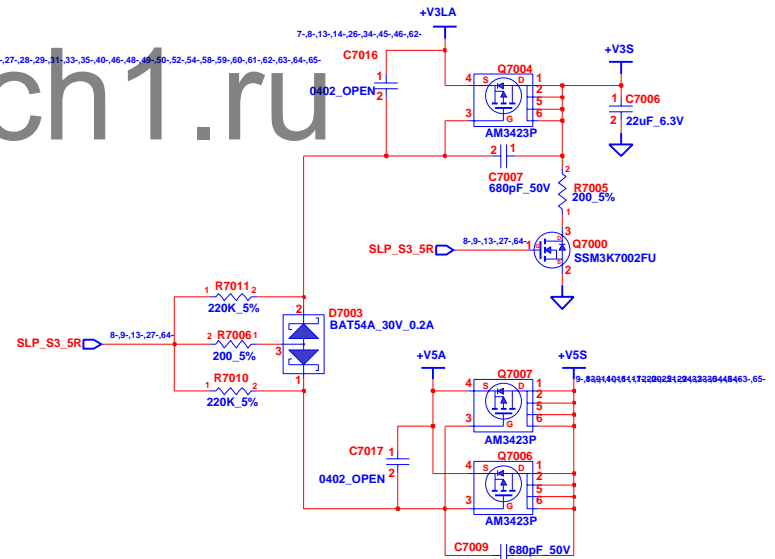 +V3LA
7-,8-,13-,14-,26-,34-,45-,46-,62-
C7016
1
2
0402_OPEN
Q7004
4 S D 1
2
5
3 G 6
AM3423P
+V3S
1 C7006
2 22uF_6.3V
,27-,28-,29-,31-,33-,35-,40-,46-,48-,49-,50-,52-,54-,58-,59-,60-,61-,62-,63-,64-,65-
ch1.ru
2 1
C7007
680pF_50V
2
R7005
200_5%
1
SLP_S3_5R
8-,9-,13-,27-,64-
1
3
Q7000
SSM3K7002FU
2
SLP_S3_5R
8-,9-,13-,27-,64-
1 R7011 2
220K_5%
2 R7006 1
200_5%
1 R7010 2
220K_5%
D7003
BAT54A_30V_0.2A
2
3
1
+V5A
+V5S
Q7007
4 S D 1
2
5
3 G 6
AM3423P
C7017 1
2
0402_OPEN
Q7006
4 S D 1
2
5
3 G 6
AM3423P
C7009
680pF_50V